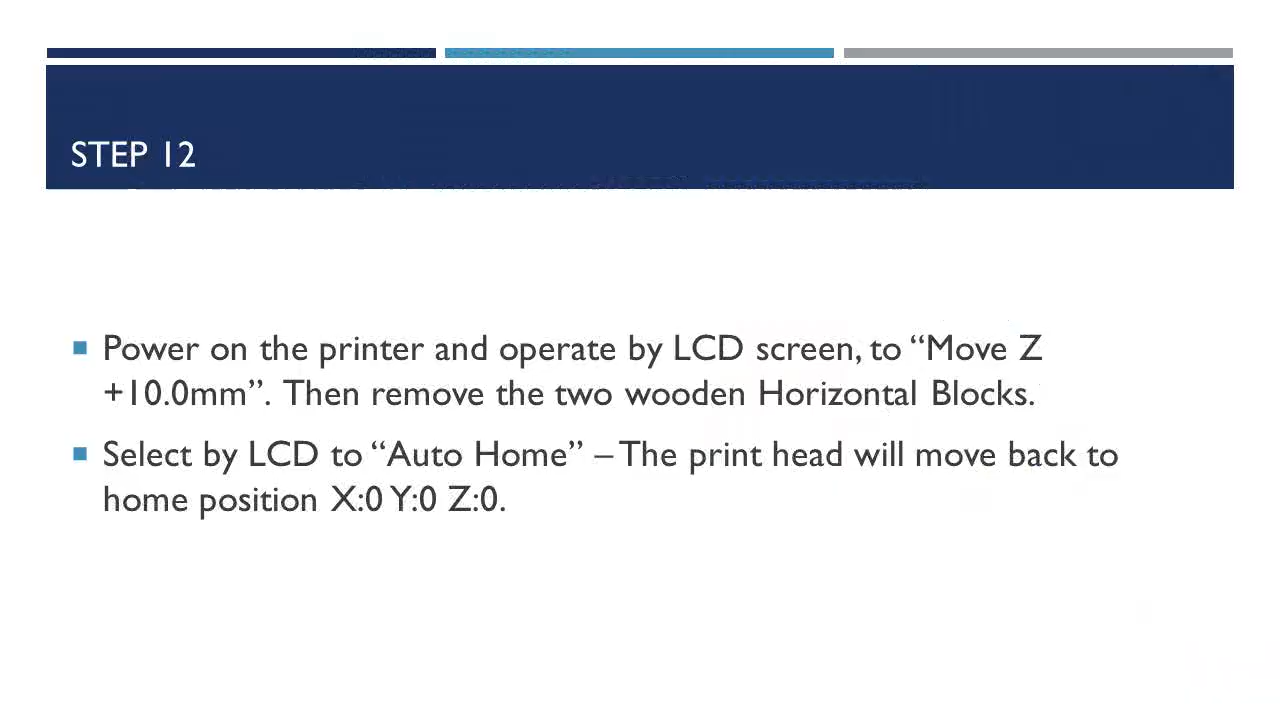 STEP 12
Power on the printer and operate by LCD screen, to “Move Z
+10.0mm”. Then remove the two wooden Horizontal Blocks.
Select by LCD to “Auto Home” – The print head will move back to
home position X:0 Y:0 Z:0.